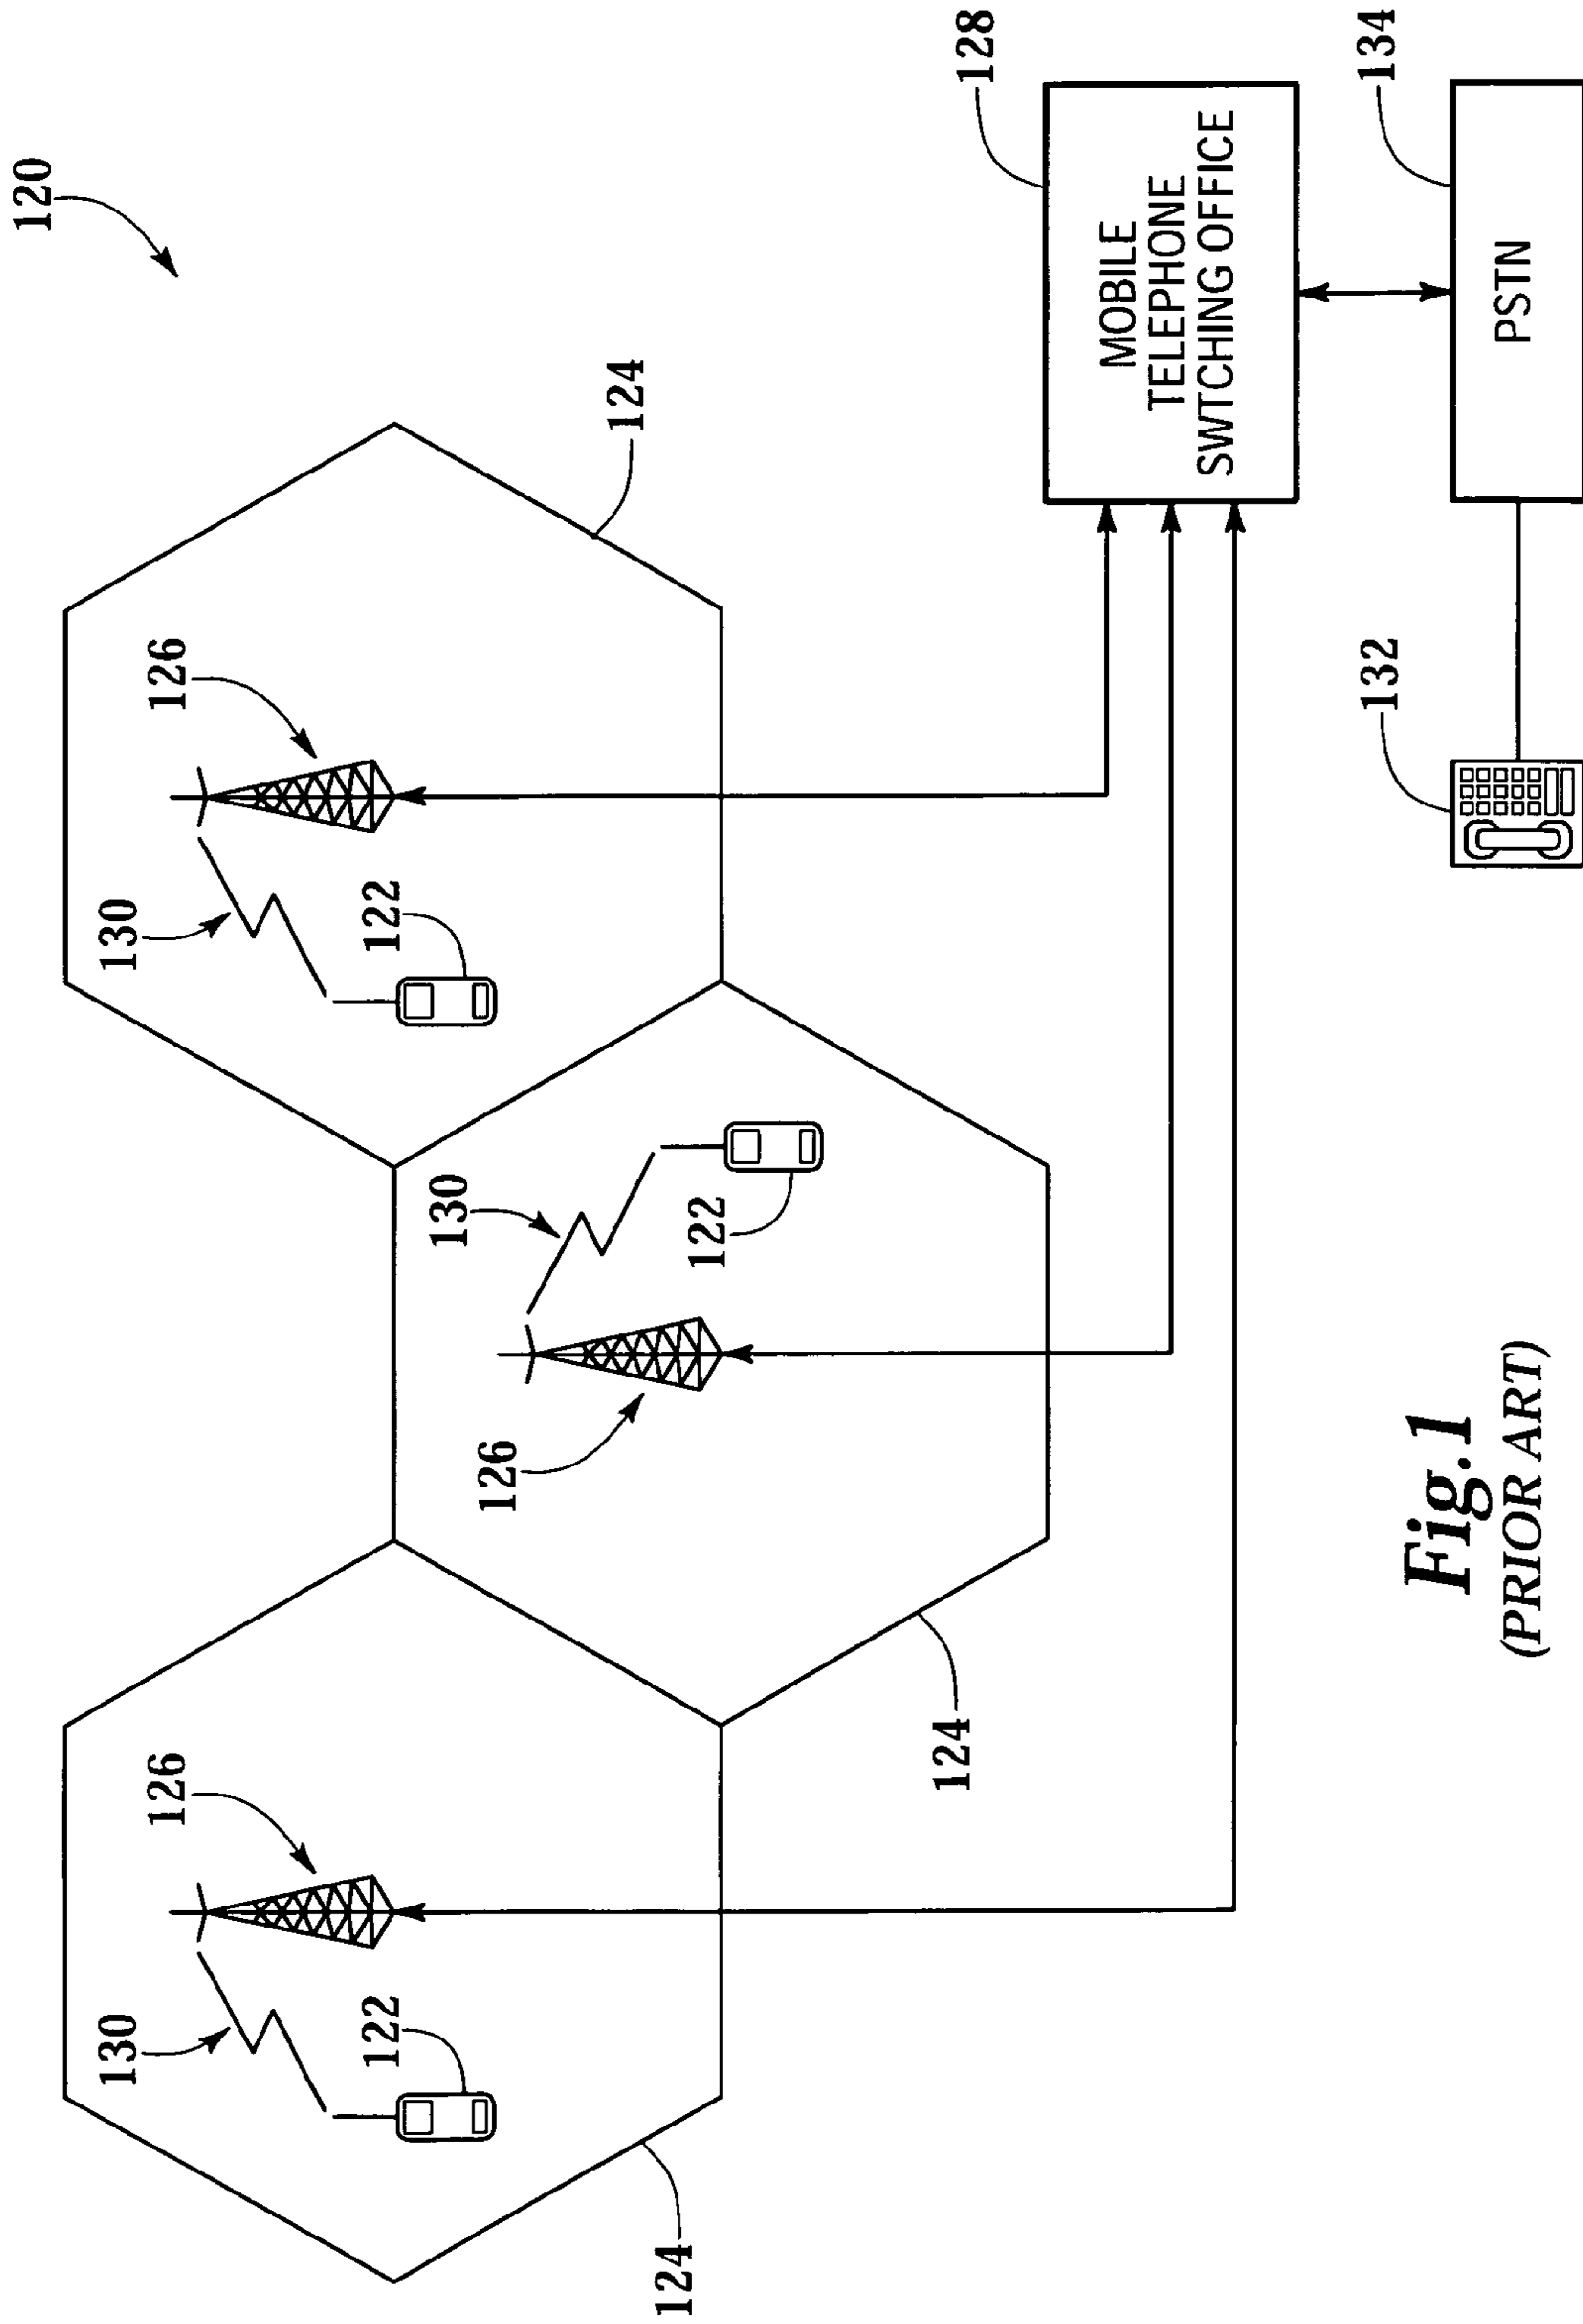 120
130
126
130
126
122
122
130
126
124
124
122
124
128
MOBILE
TELEPHONE
SWTCHING OFFICE
132
134
Fig.1
(PRIOR ART)
PSTN